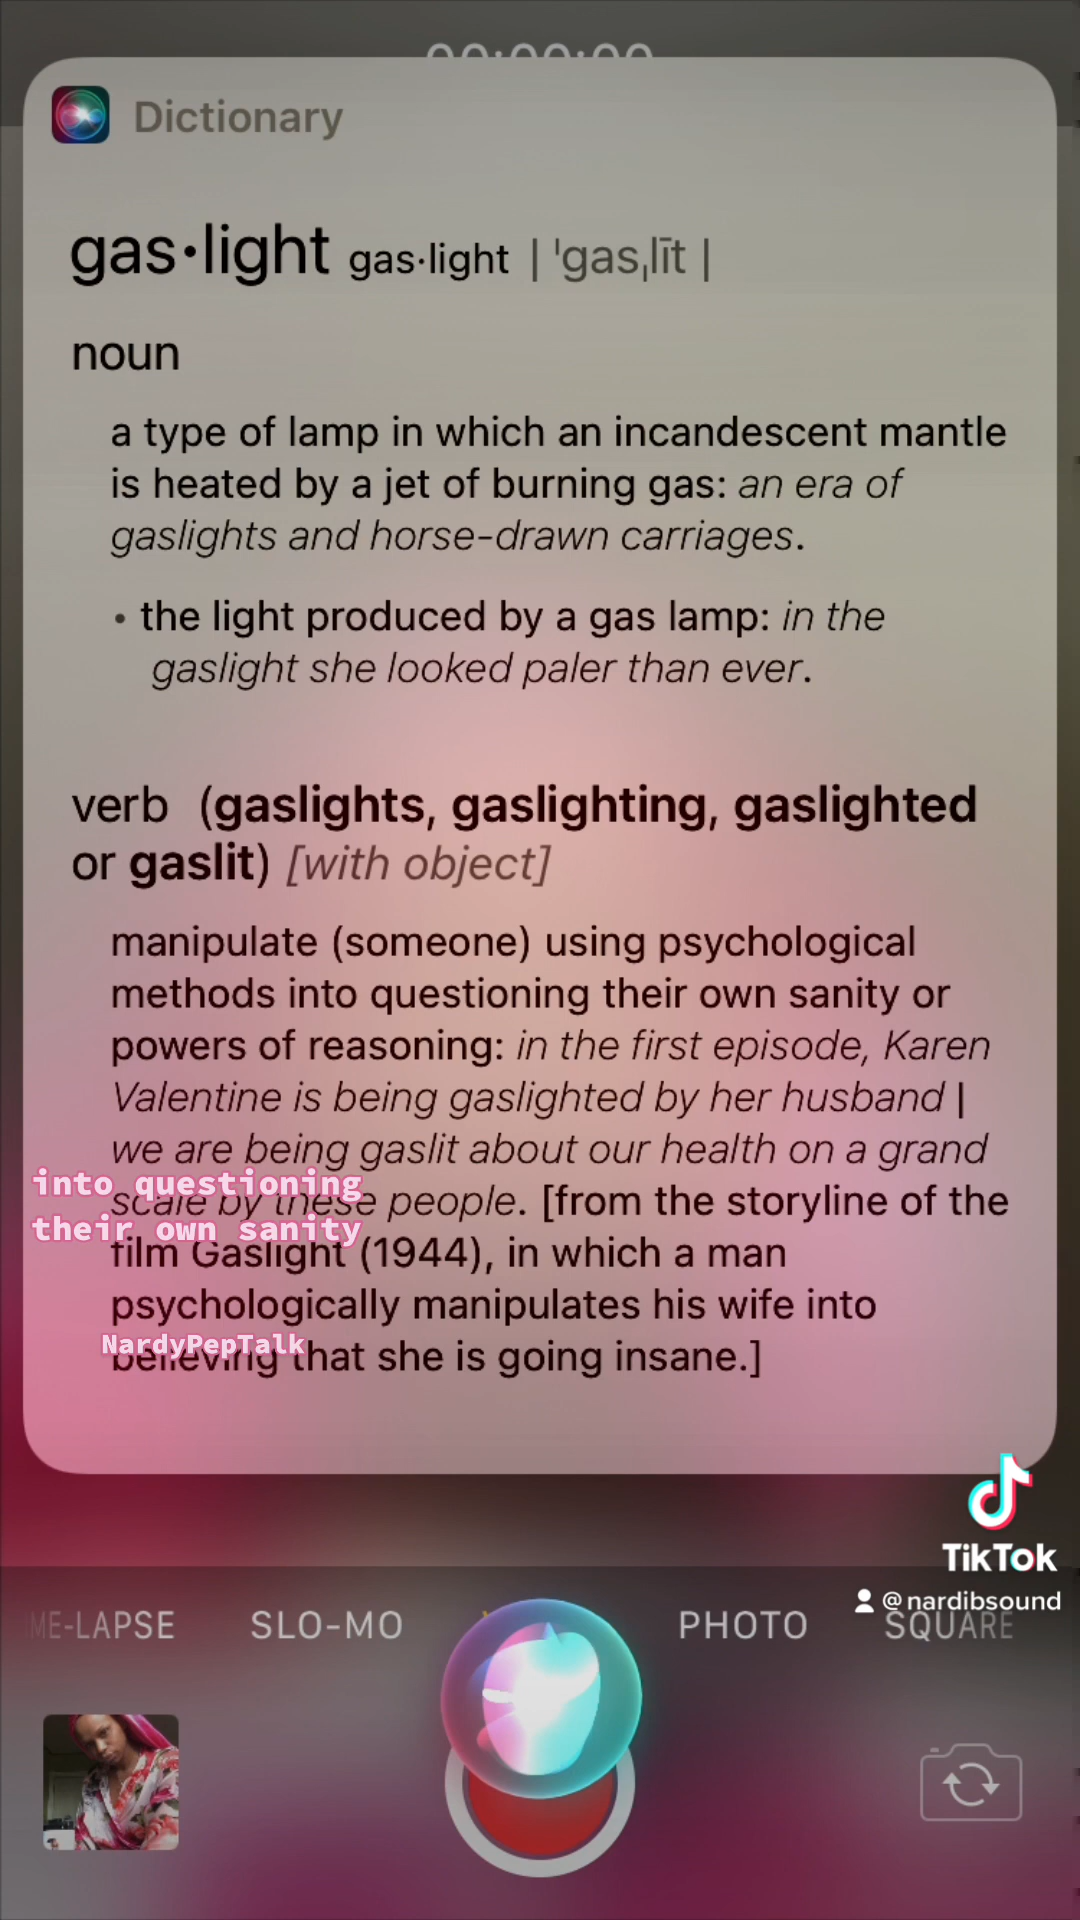 00:00:00
Dictionary
gas·light gas·light | ˈgasˌlīt |
noun
a type of lamp in which an incandescent mantle
is heated by a jet of burning gas: an era of
gaslights and horse-drawn carriages.
• the light produced by a gas lamp: in the
gaslight she looked paler than ever.
verb (gaslights, gaslighting, gaslighted
or gaslit) [with object]
manipulate (someone) using psychological
methods into questioning their own sanity or
powers of reasoning: in the first episode, Karen
Valentine is being gaslighted by her husband |
we are being gaslit about our health on a grand
into questioning
scale by these people. [from the storyline of the
their own sanity
film Gaslight (1944), in which a man
psychologically manipulates his wife into
NardyPepTalk
believing that she is going insane.]
TikTok
@nardibsound
ME-LAPSE SLO-MO PHOTO SQUARE